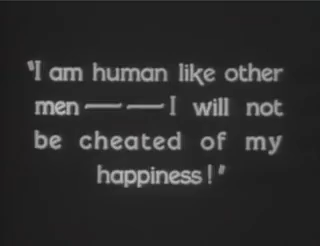 "I am human like other
men — — I will not
be cheated of my
happiness!"